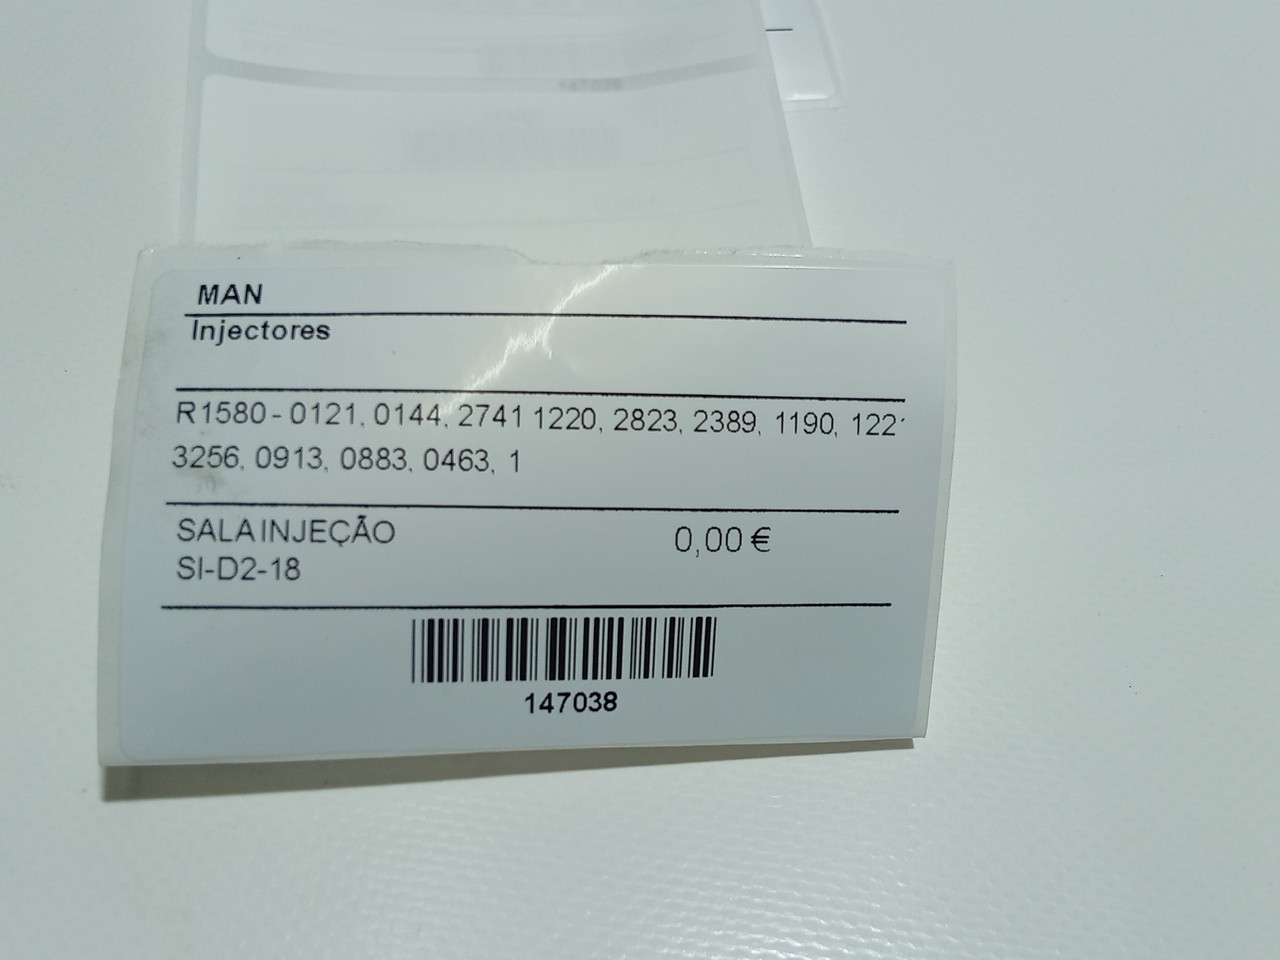 MAN
Injectores
R1580 - 0121, 0144, 2741 1220, 2823, 2389, 1190, 122
3256, 0913, 0883, 0463, 1
SALA INJEÇÃO 0,00 €
SI-D2-18
147038